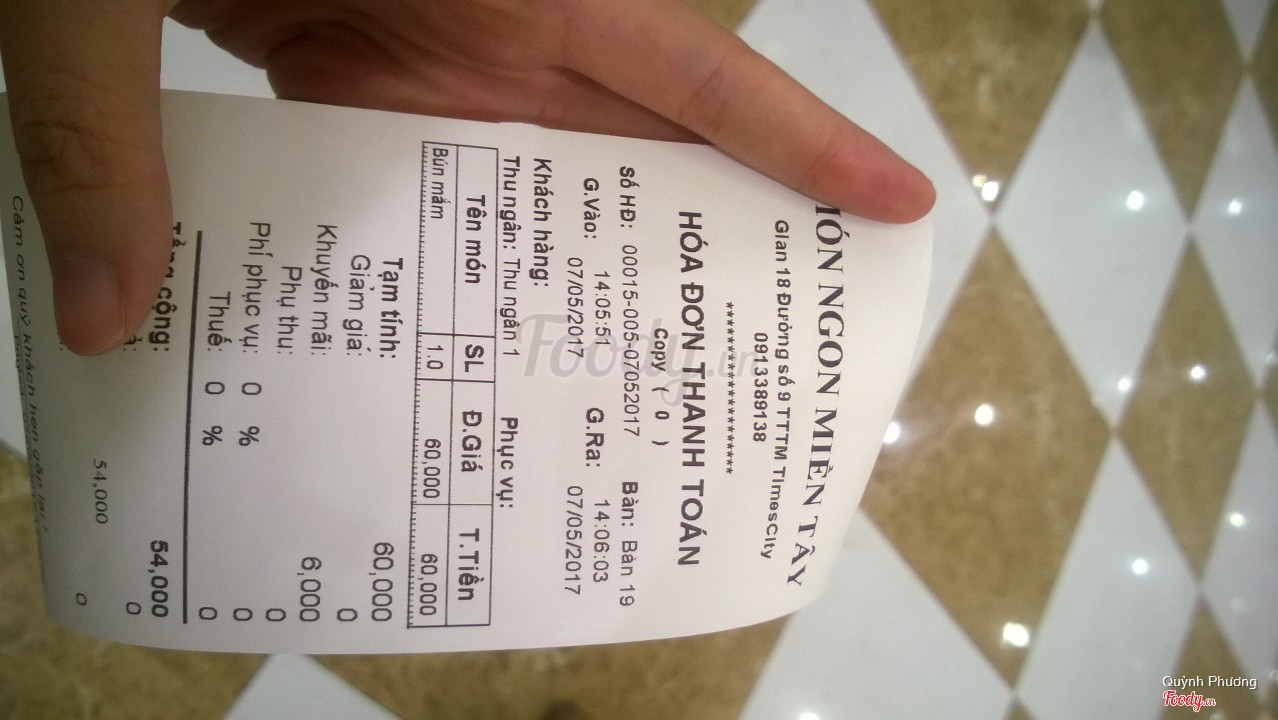 MÓN NGON MIỀN TÂY
Gian 18 Đường số 9 TTTM TimesCity
0913389138
********************
HÓA ĐƠN THANH TOÁN
Copy ( 0 )
Số HĐ: 00015-005-07052017 Bàn: Bàn 19
G.Vào: 14:05:51 G.Ra: 14:06:03
07/05/2017 07/05/2017
Khách hàng:
Thu ngân: Thu ngân 1 Phục vụ:
Tên món SL Đ.Giá T.Tiền
Bún mắm 1.0 60,000 60,000
Tạm tính: 60,000
Giảm giá: 0
Khuyến mãi: 6,000
Phụ thu: 0
Phí phục vụ: 0 % 0
Thuế: 0 % 0
Tổng cộng: 54,000
0
54,000
0
Cảm ơn quý khách hẹn gặp lại !
Foody.vn
Quỳnh Phương
Foody.vn